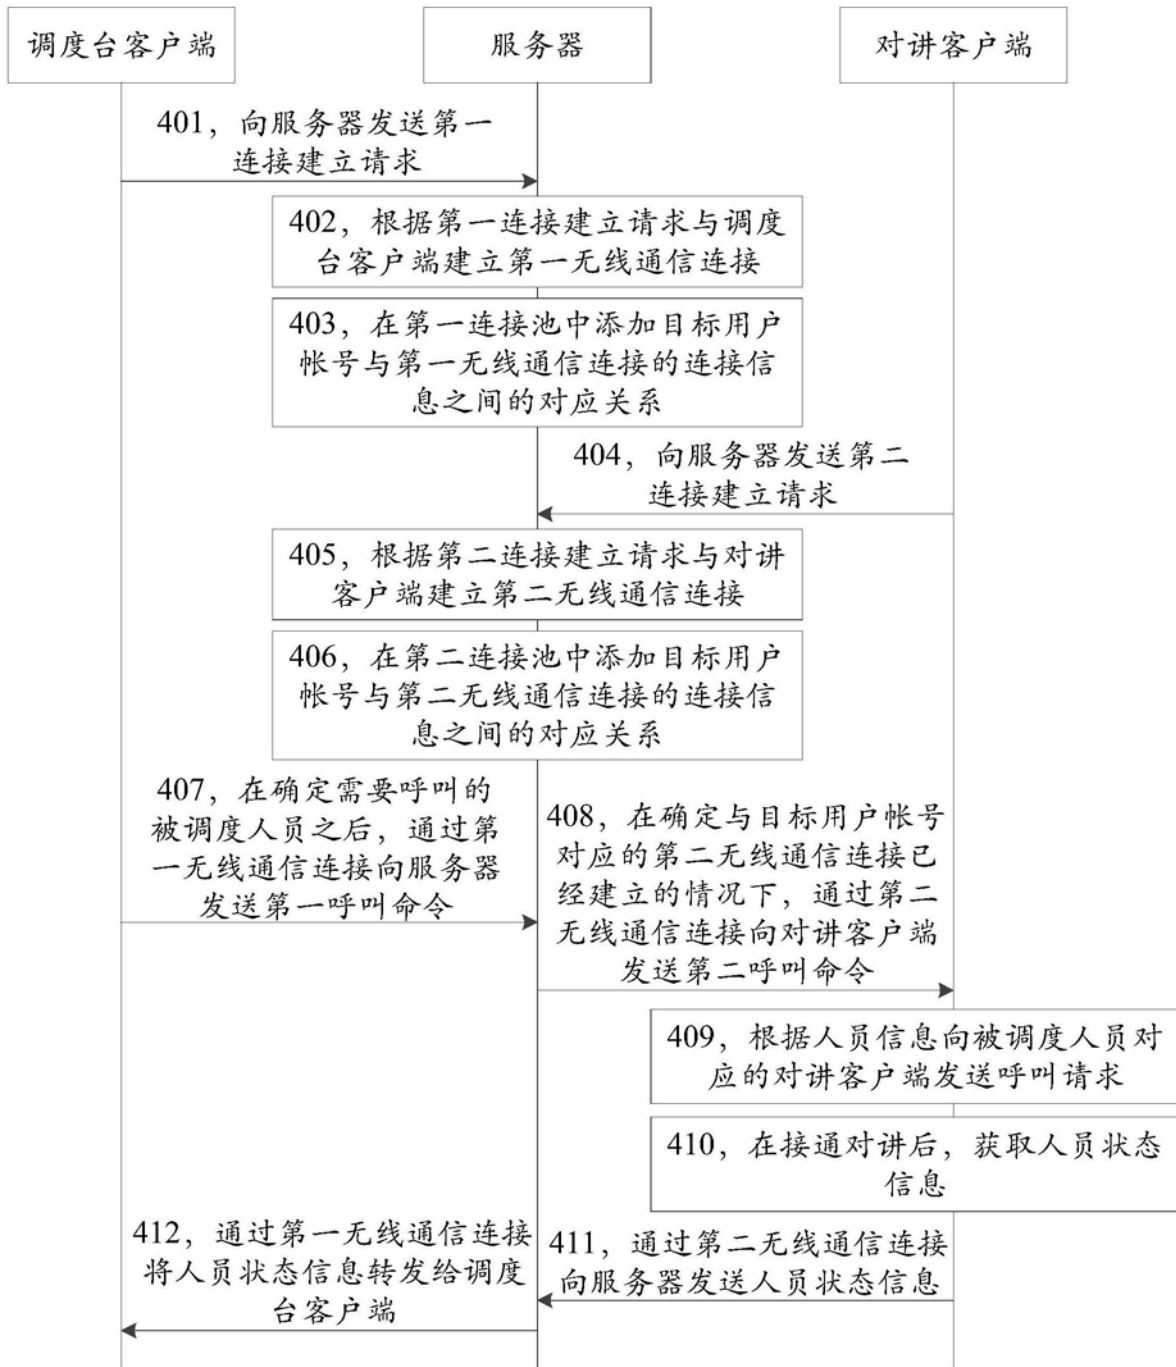 调度台客户端
服务器
对讲客户端
401，向服务器发送第一
连接建立请求
402，根据第一连接建立请求与调度
台客户端建立第一无线通信连接
403，在第一连接池中添加目标用户
帐号与第一无线通信连接的连接信
息之间的对应关系
404，向服务器发送第二
连接建立请求
405，根据第二连接建立请求与对讲
客户端建立第二无线通信连接
406，在第二连接池中添加目标用户
帐号与第二无线通信连接的连接信
息之间的对应关系
407，在确定需要呼叫的
被调度人员之后，通过第
一无线通信连接向服务器
发送第一呼叫命令
408，在确定与目标用户帐号
对应的第二无线通信连接已
经建立的情况下，通过第二
无线通信连接向对讲客户端
发送第二呼叫命令
409，根据人员信息向被调度人员对
应的对讲客户端发送呼叫请求
410，在接通对讲后，获取人员状态
信息
411，通过第二无线通信连接
向服务器发送人员状态信息
412，通过第一无线通信连接
将人员状态信息转发给调度
台客户端